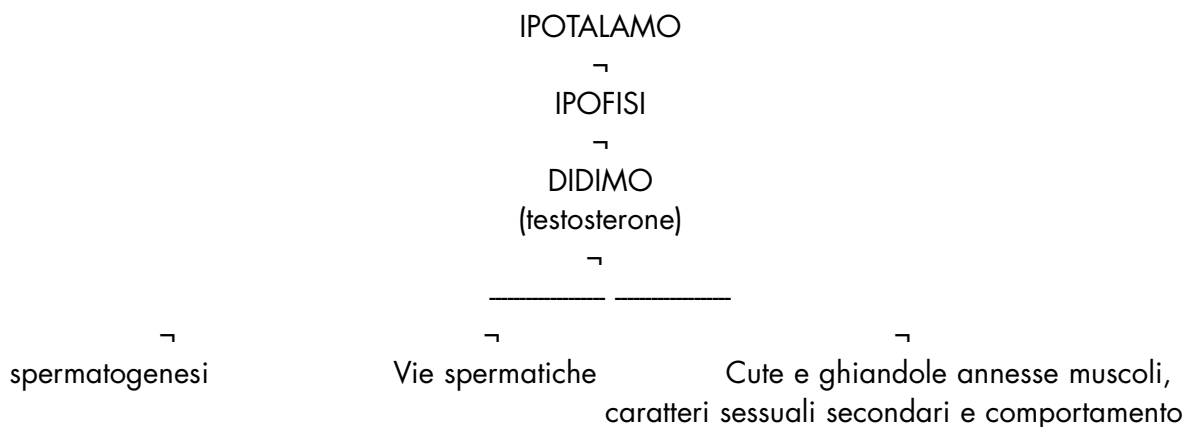 IPOTALAMO
¬
IPOFISI
¬
DIDIMO
(testosterone)
¬
¬ ¬ ¬
spermatogenesi Vie spermatiche Cute e ghiandole annesse muscoli,
caratteri sessuali secondari e comportamento